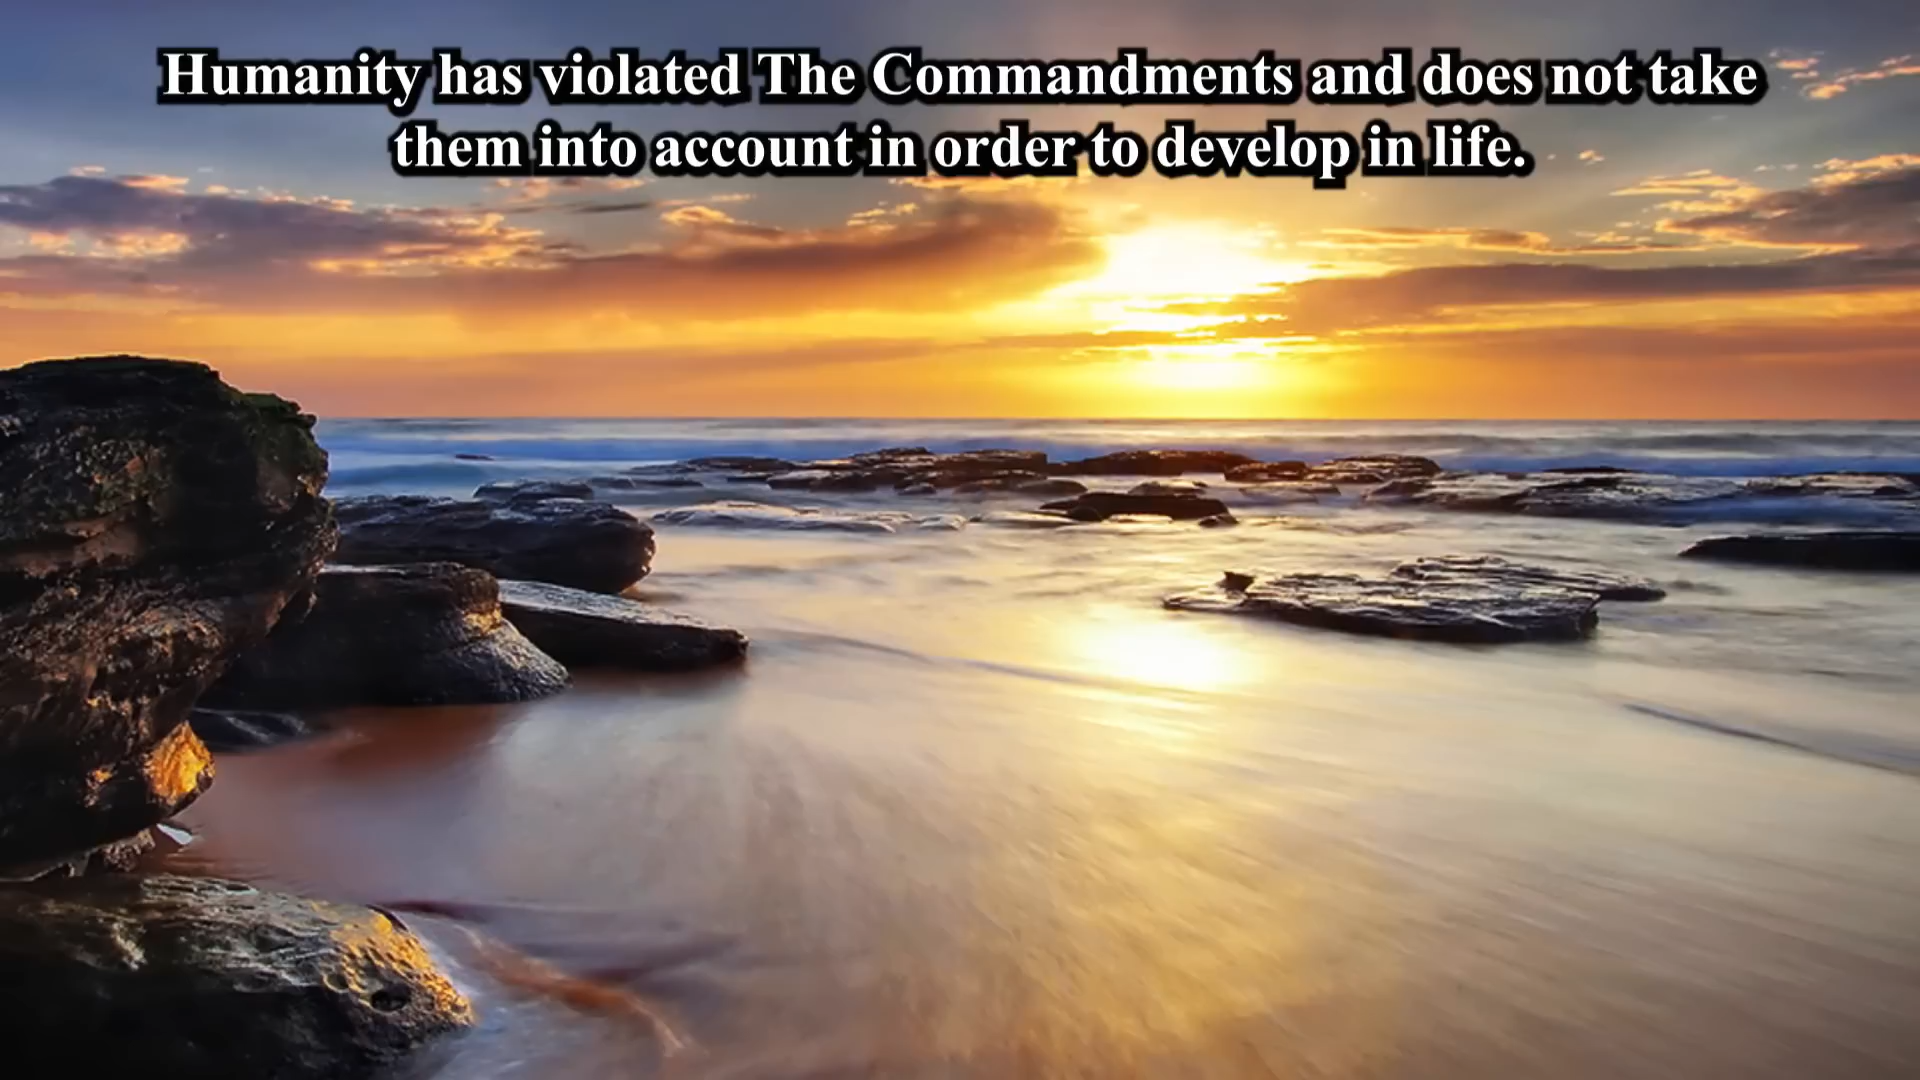 Humanity has violated The Commandments and does not take
them into account in order to develop in life.